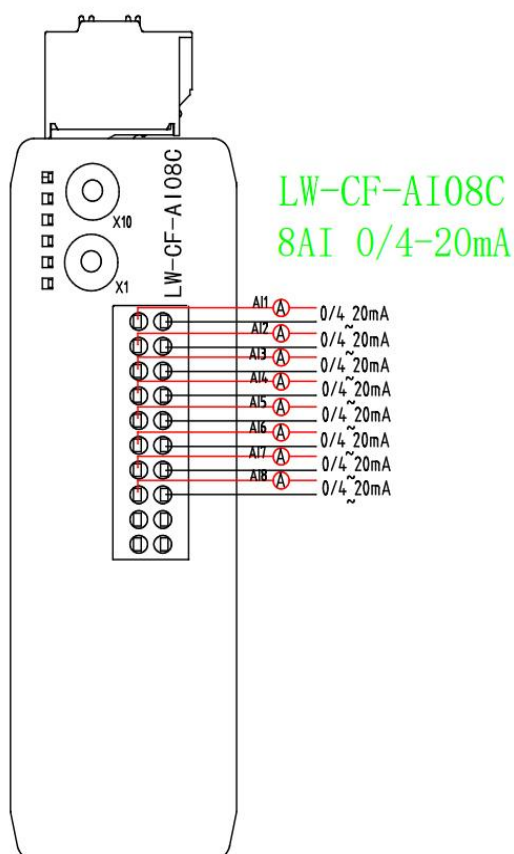 LW-CF-AI08C
LW-CF-AI08C
8AI 0/4-20mA
X10
X1
AI1 A 0/4~20mA
AI2 A 0/4~20mA
AI3 A 0/4~20mA
AI4 A 0/4~20mA
AI5 A 0/4~20mA
AI6 A 0/4~20mA
AI7 A 0/4~20mA
AI8 A 0/4~20mA